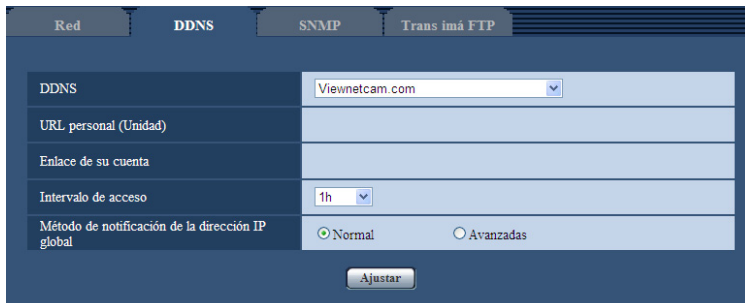 Red DDNS SNMP Trans imá FTP
DDNS Viewnetcam.com
URL personal (Unidad)
Enlace de su cuenta
Intervalo de acceso 1h
Método de notificación de la dirección IP
global
Normal Avanzadas
Ajustar